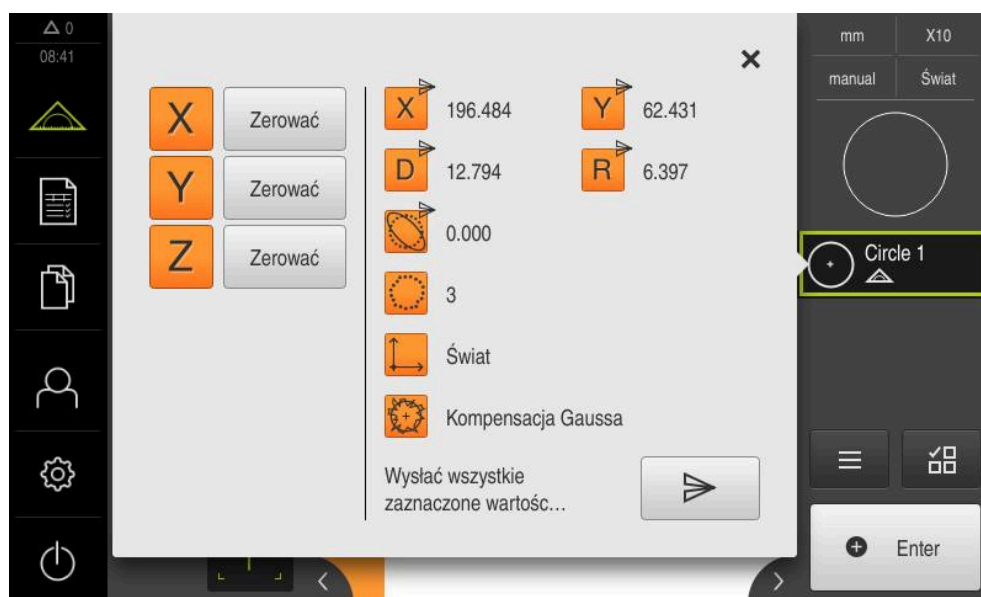 0
08:41
X Zerować
Y Zerować
Z Zerować
X 196.484 Y 62.431
D 12.794 R 6.397
0.000
3
Świat
Kompensacja Gaussa
Wysłać wszystkie
zaznaczone wartośc…
mm X10
manual Świat
Circle 1
Enter